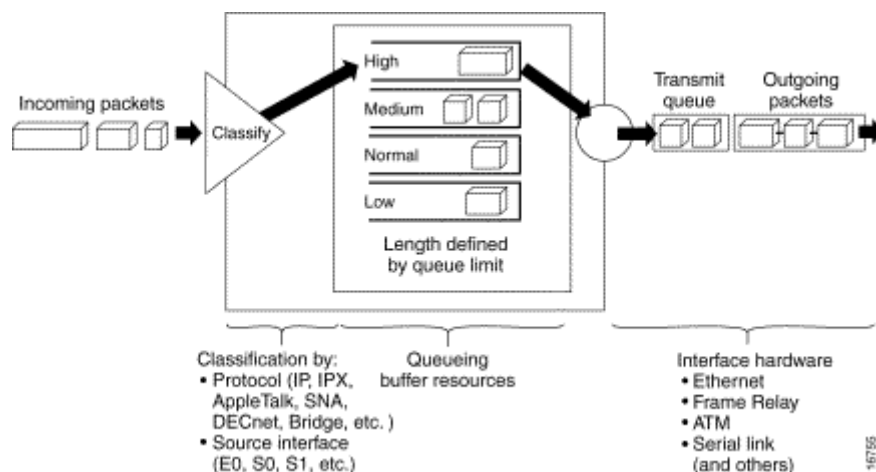 Incoming packets
Classify
High
Medium
Normal
Low
Length defined
by queue limit
Transmit
queue
Outgoing
packets
Classification by:
• Protocol (IP, IPX,
AppleTalk, SNA,
DECnet, Bridge, etc. )
• Source interface
(E0, S0, S1, etc.)
Queueing
buffer resources
Interface hardware
• Ethernet
• Frame Relay
• ATM
• Serial link
(and others)
16755